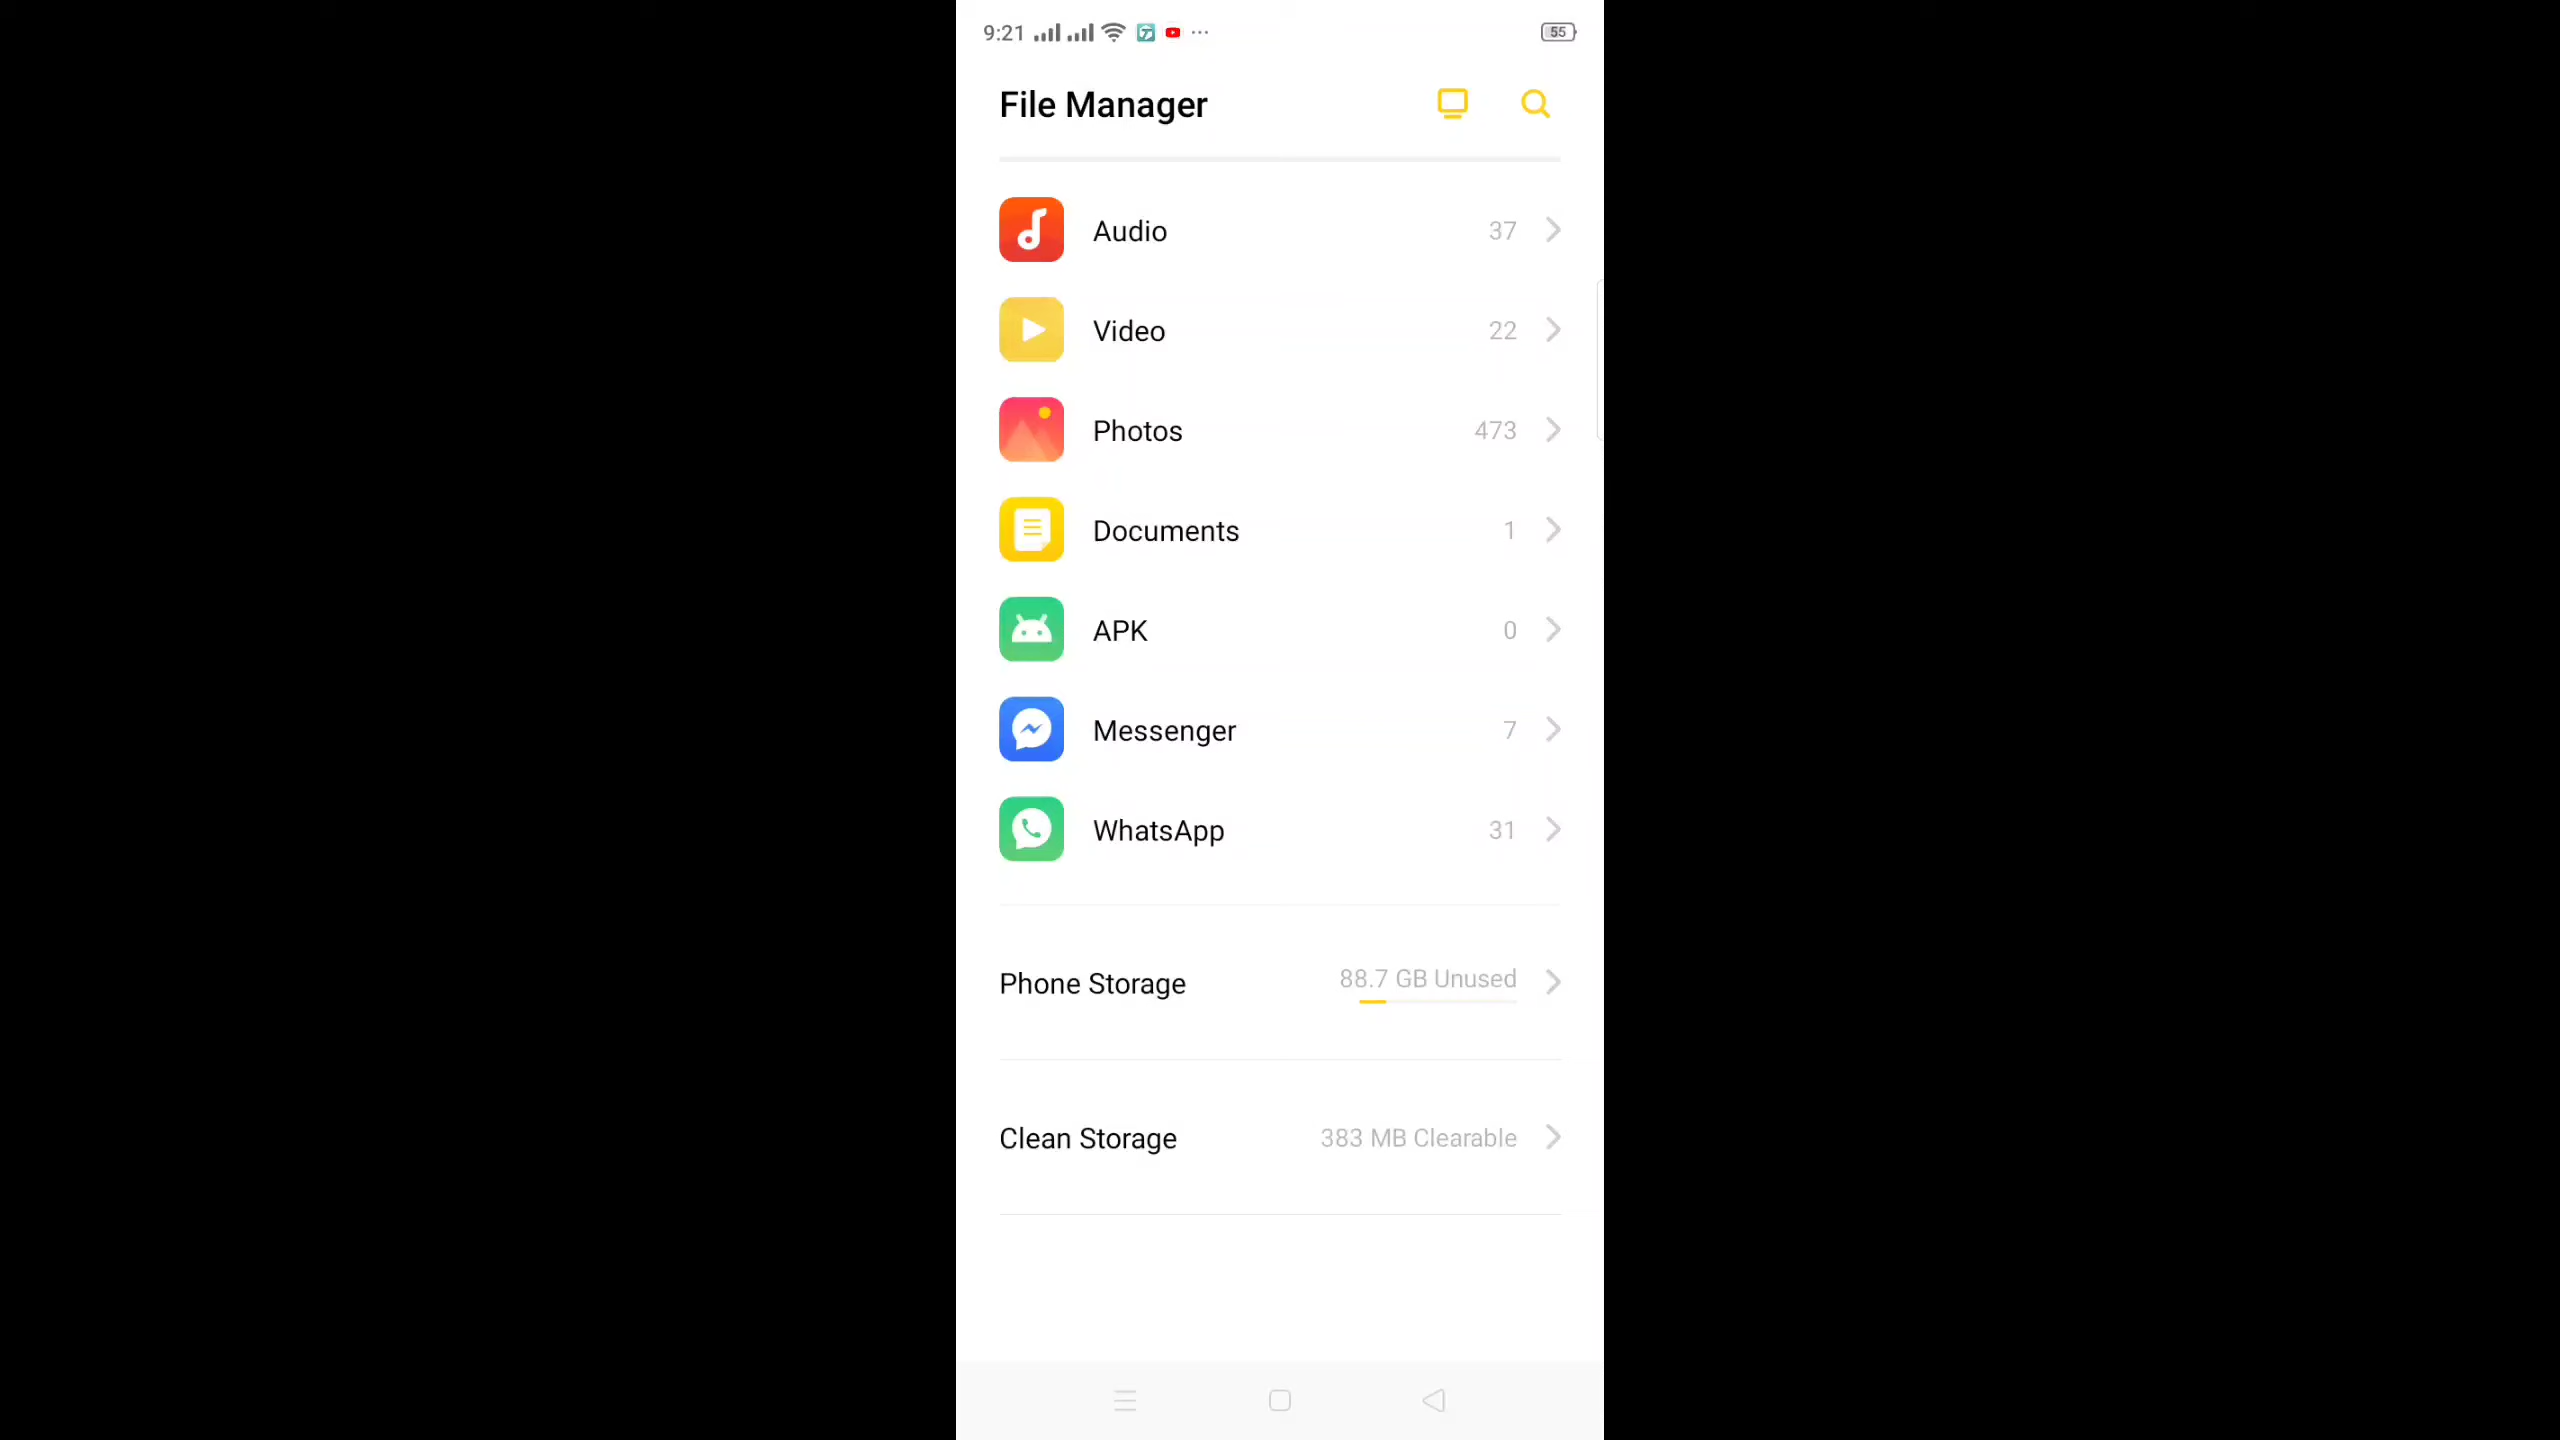 9:21 ... 55
File Manager
Audio 37
Video 22
Photos 473
Documents 1
APK 0
Messenger 7
WhatsApp 31
Phone Storage 88.7 GB Unused
Clean Storage 383 MB Clearable